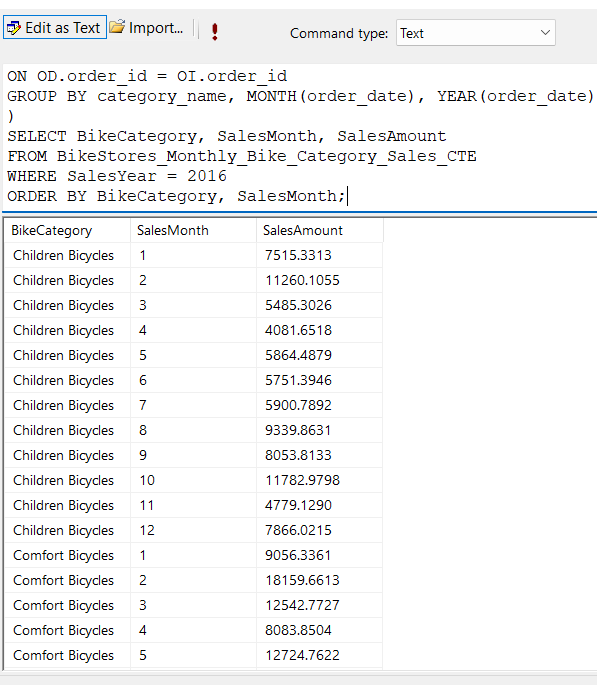 Edit as Text Import... Command type: Text
ON OD.order_id = OI.order_id
GROUP BY category_name, MONTH(order_date), YEAR(order_date)
)
SELECT BikeCategory, SalesMonth, SalesAmount
FROM BikeStores_Monthly_Bike_Category_Sales_CTE
WHERE SalesYear = 2016
ORDER BY BikeCategory, SalesMonth;
BikeCategory SalesMonth SalesAmount
Children Bicycles 1 7515.3313
Children Bicycles 2 11260.1055
Children Bicycles 3 5485.3026
Children Bicycles 4 4081.6518
Children Bicycles 5 5864.4879
Children Bicycles 6 5751.3946
Children Bicycles 7 5900.7892
Children Bicycles 8 9339.8631
Children Bicycles 9 8053.8133
Children Bicycles 10 11782.9798
Children Bicycles 11 4779.1290
Children Bicycles 12 7866.0215
Comfort Bicycles 1 9056.3361
Comfort Bicycles 2 18159.6613
Comfort Bicycles 3 12542.7727
Comfort Bicycles 4 8083.8504
Comfort Bicycles 5 12724.7622